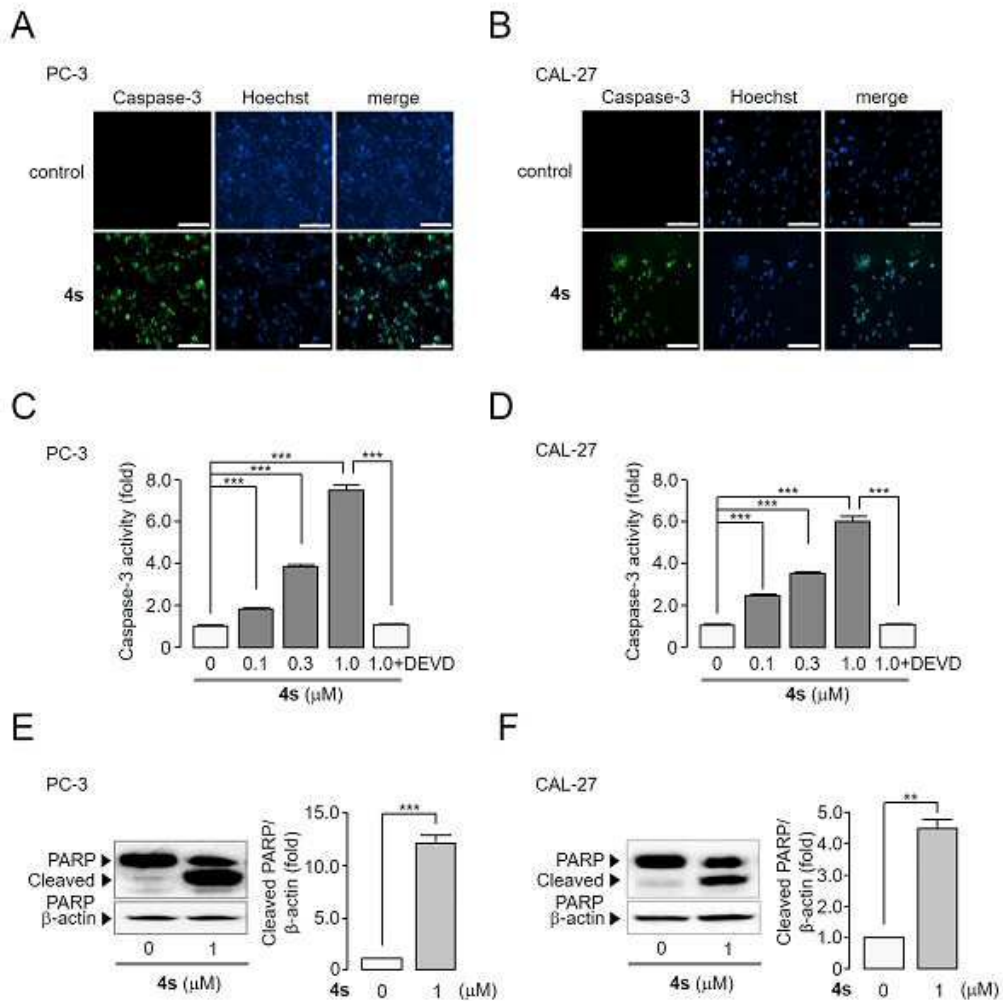 A
PC-3
Caspase-3 Hoechst merge
control
4s
B
CAL-27
Caspase-3 Hoechst merge
control
4s
C
PC-3
Caspase-3 activity (fold)
8.0
6.0
4.0
2.0
0
***
***
***
***
0 0.1 0.3 1.0 1.0+DEVD
4s (μM)
D
CAL-27
Caspase-3 activity (fold)
8.0
6.0
4.0
2.0
0
***
***
***
***
0 0.1 0.3 1.0 1.0+DEVD
4s (μM)
E
PC-3
PARP
Cleaved
PARP
β-actin
0 1
4s (μM)
Cleaved PARP/
β-actin (fold)
15.0
10.0
5.0
0
***
4s 0 1 (μM)
F
CAL-27
PARP
Cleaved
PARP
β-actin
0 1
4s (μM)
Cleaved PARP/
β-actin (fold)
5.0
4.0
3.0
2.0
1.0
0
**
4s 0 1 (μM)